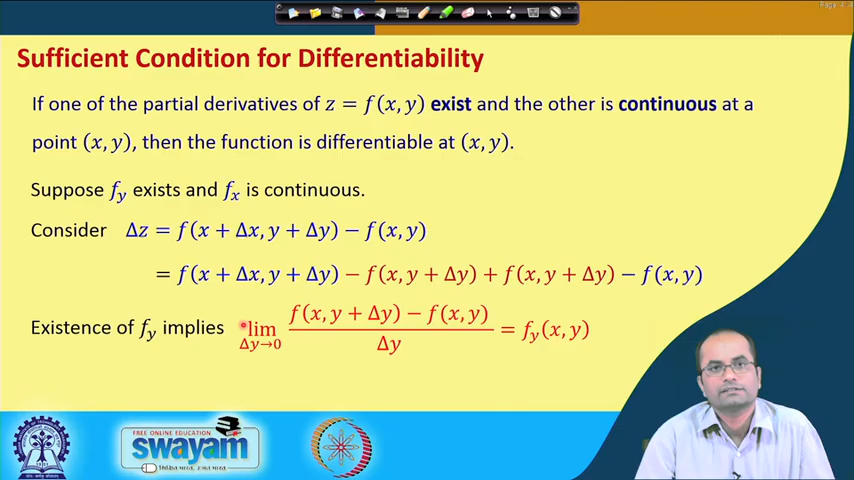 Sufficient Condition for Differentiability
If one of the partial derivatives of z = f(x, y) exist and the other is continuous at a
point (x, y), then the function is differentiable at (x, y).
Suppose f_y exists and f_x is continuous.
Consider Δz = f(x + Δx, y + Δy) − f(x, y)
= f(x + Δx, y + Δy) − f(x, y + Δy) + f(x, y + Δy) − f(x, y)
Existence of f_y implies lim_{Δy→0} (f(x, y + Δy) − f(x, y)) / Δy = f_y(x, y)
FREE ONLINE EDUCATION
swayam